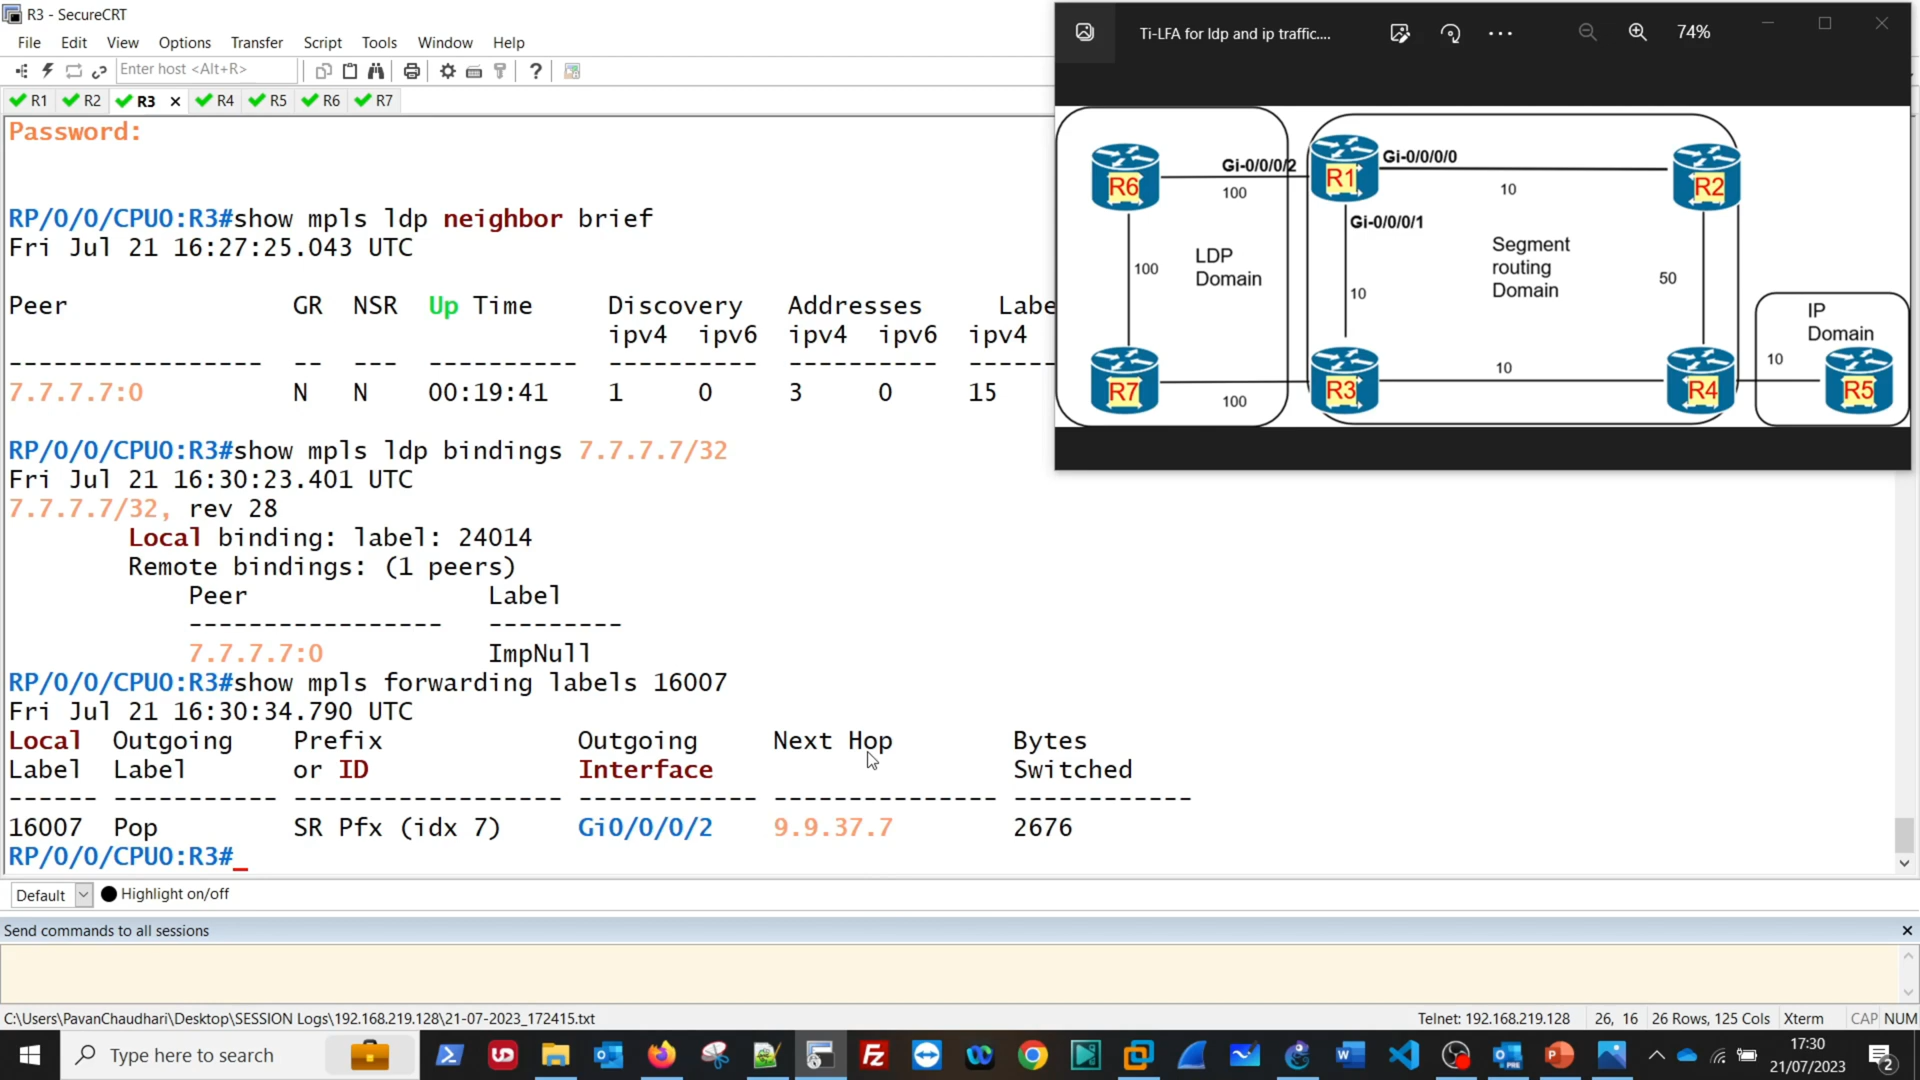 R3 - SecureCRT
File Edit View Options Transfer Script Tools Window Help
Enter host <Alt+R>
R1 R2 R3 R4 R5 R6 R7
Password:
RP/0/0/CPU0:R3#show mpls ldp neighbor brief
Fri Jul 21 16:27:25.043 UTC
Peer GR NSR Up Time Discovery Addresses Labe
ipv4 ipv6 ipv4 ipv6 ipv4
----------------- -- --- ---------- ---------- ---------- ------
7.7.7.7:0 N N 00:19:41 1 0 3 0 15
RP/0/0/CPU0:R3#show mpls ldp bindings 7.7.7.7/32
Fri Jul 21 16:30:23.401 UTC
7.7.7.7/32, rev 28
Local binding: label: 24014
Remote bindings: (1 peers)
Peer Label
----------------- ---------
7.7.7.7:0 ImpNull
RP/0/0/CPU0:R3#show mpls forwarding labels 16007
Fri Jul 21 16:30:34.790 UTC
Local Outgoing Prefix Outgoing Next Hop Bytes
Label Label or ID Interface Switched
------ ----------- ------------------ ------------ --------------- ------------
16007 Pop SR Pfx (idx 7) Gi0/0/0/2 9.9.37.7 2676
RP/0/0/CPU0:R3#
Ti-LFA for ldp and ip traffic....
74%
R6
Gi-0/0/0/2
100
R1
Gi-0/0/0/0
10
R2
Gi-0/0/0/1
100
LDP
Domain
10
Segment
routing
Domain
50
IP
Domain
R7
100
R3
10
R4
10
R5
Default
Highlight on/off
Send commands to all sessions
C:\Users\PavanChaudhari\Desktop\SESSION Logs\192.168.219.128\21-07-2023_172415.txt
Telnet: 192.168.219.128 26, 16 26 Rows, 125 Cols Xterm CAP NUM
Type here to search
17:30
21/07/2023
2